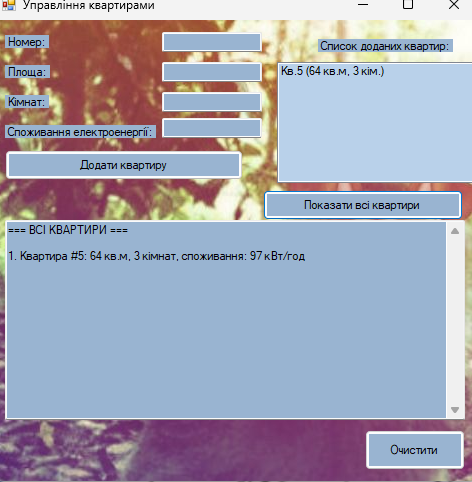 Управління квартирами
Номер:
Список доданих квартир:
Площа:
Кв.5 (64 кв.м, 3 кім.)
Кімнат:
Споживання електроенергії:
Додати квартиру
Показати всі квартири
=== ВСІ КВАРТИРИ ===
1. Квартира #5: 64 кв.м, 3 кімнат, споживання: 97 кВт/год
Очистити